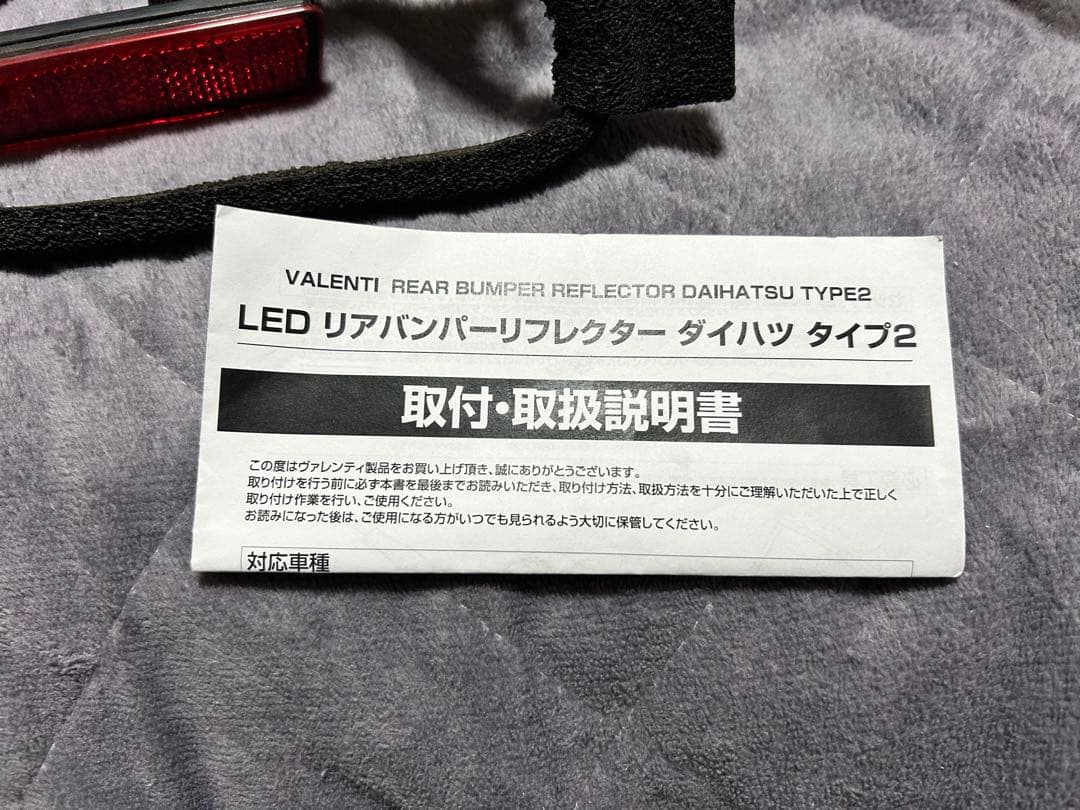 VALENTI REAR BUMPER REFLECTOR DAIHATSU TYPE2
LED リアバンパーリフレクター ダイハツ タイプ2
取付・取扱説明書
この度はヴァレンティ製品をお買い上げ頂き、誠にありがとうございます。
取り付けを行う前に必ず本書を最後までお読みいただき、取り付け方法、取扱方法を十分にご理解いただいた上で正しく
取り付け作業を行い、ご使用ください。
お読みになった後は、ご使用になる方がいつでも見られるよう大切に保管してください。
対応車種